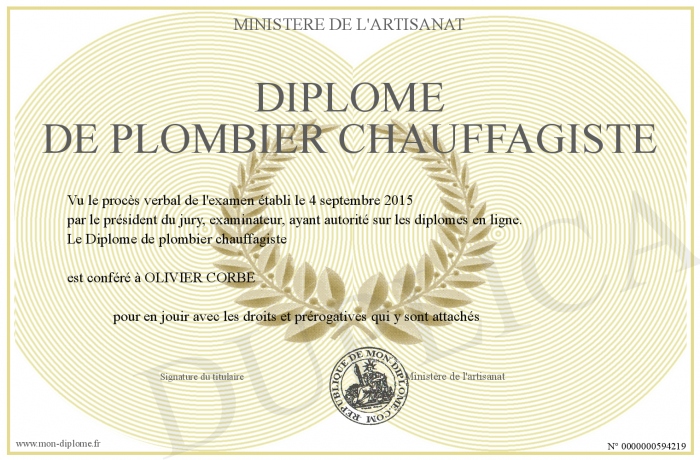 MINISTERE DE L'ARTISANAT
DIPLOME
DE PLOMBIER CHAUFFAGISTE
Vu le procès verbal de l'examen établi le 4 septembre 2015
par le président du jury, examinateur, ayant autorité sur les diplomes en ligne.
Le Diplome de plombier chauffagiste
est conféré à OLIVIER CORBE
pour en jouir avec les droits et prérogatives qui y sont attachés
Signature du titulaire
Ministère de l'artisanat
REPUBLIQUE DE MON-DIPLOME.COM
www.mon-diplome.fr
N° 0000000594219
DUPLICATA